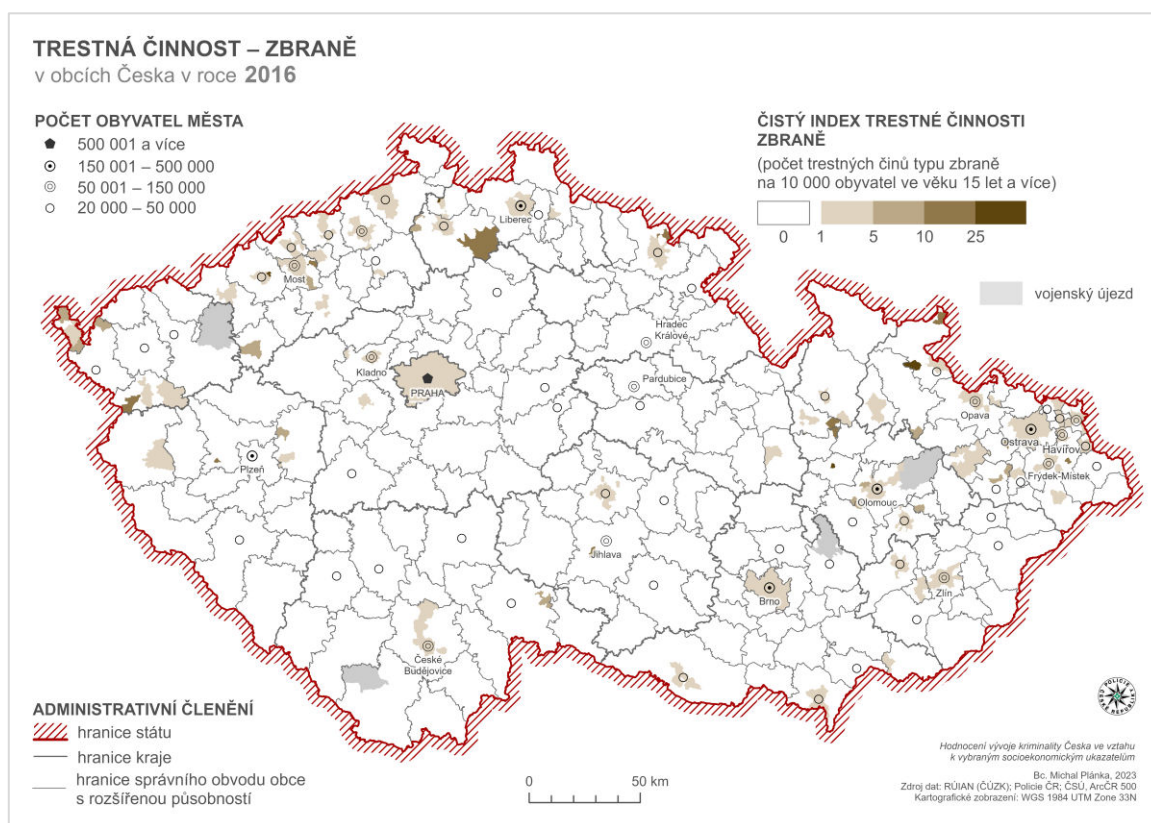 TRESTNÁ ČINNOST – ZBRANĚ
v obcích Česka v roce 2016
POČET OBYVATEL MĚSTA
500 001 a více
150 001 – 500 000
50 001 – 150 000
20 000 – 50 000
ČISTÝ INDEX TRESTNÉ ČINNOSTI
ZBRANĚ
(počet trestných činů typu zbraně
na 10 000 obyvatel ve věku 15 let a více)
0 1 5 10 25
vojenský újezd
Liberec
Most
Hradec
Králové
Kladno
PRAHA
Pardubice
Opava
Ostrava
Havířov
Frýdek-Místek
Plzeň
Olomouc
Jihlava
Zlín
Brno
České
Budějovice
ADMINISTRATIVNÍ ČLENĚNÍ
hranice státu
hranice kraje
hranice správního obvodu obce
s rozšířenou působností
0 50 km
POLICIE ČESKÉ REPUBLIKY
Hodnocení vývoje kriminality Česka ve vztahu
k vybraným socioekonomickým ukazatelům
Bc. Michal Plánka, 2023
Zdroj dat: RÚIAN (ČÚZK); Policie ČR; ČSÚ, ArcČR 500
Kartografické zobrazení: WGS 1984 UTM Zone 33N